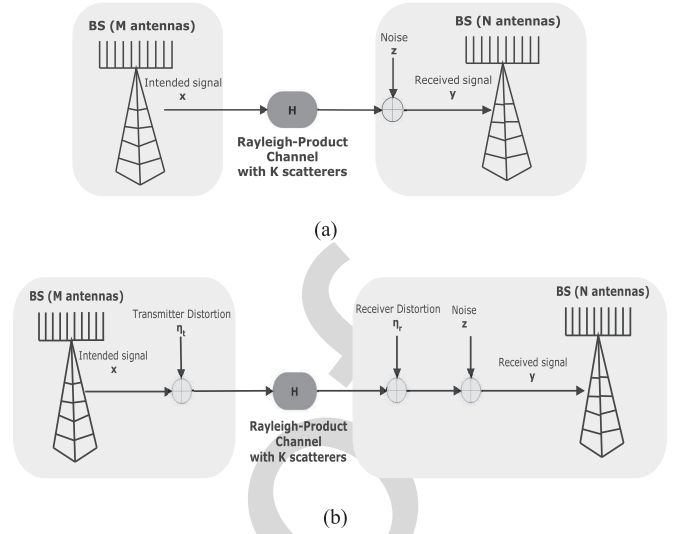 BS (M antennas)
Intended signal
x
H
Rayleigh-Product
Channel
with K scatterers
Noise
z
Received signal
y
BS (N antennas)
(a)
BS (M antennas)
Intended signal
x
Transmitter Distortion
ηt
H
Rayleigh-Product
Channel
with K scatterers
Receiver Distortion
ηr
Noise
z
Received signal
y
BS (N antennas)
(b)